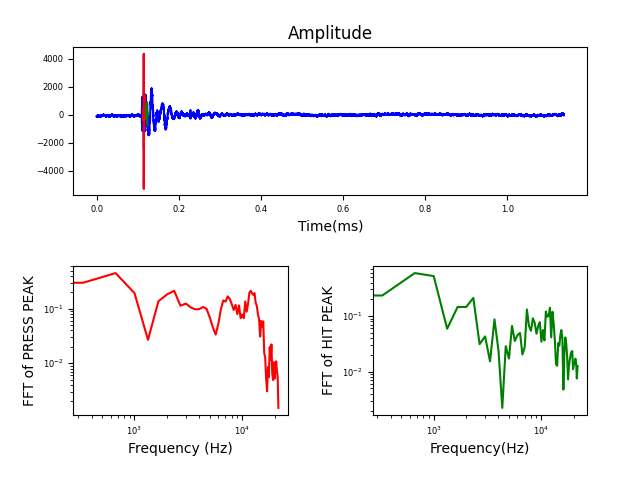 Amplitude
4000
2000
0
−2000
−4000
0.0 0.2 0.4 0.6 0.8 1.0
Time(ms)
FFT of PRESS PEAK
10⁻¹
10⁻²
10³ 10⁴
Frequency (Hz)
FFT of HIT PEAK
10⁻¹
10⁻²
10³ 10⁴
Frequency(Hz)